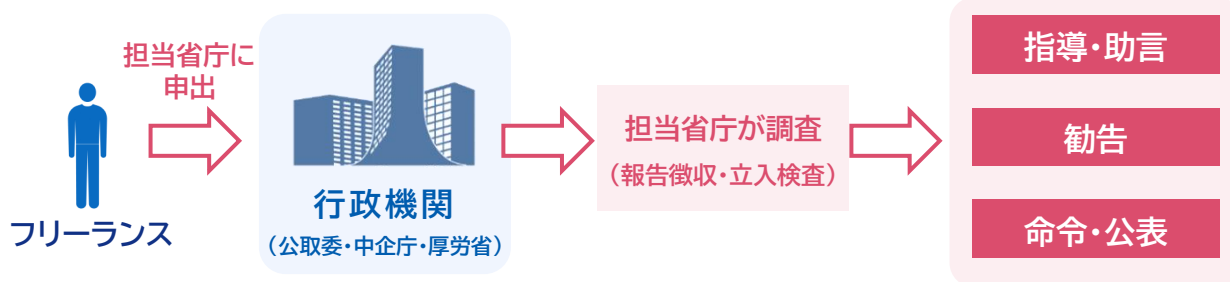 担当省庁に
申出
フリーランス
行政機関
（公取委・中企庁・厚労省）
担当省庁が調査
（報告徴収・立入検査）
指導・助言
勧告
命令・公表